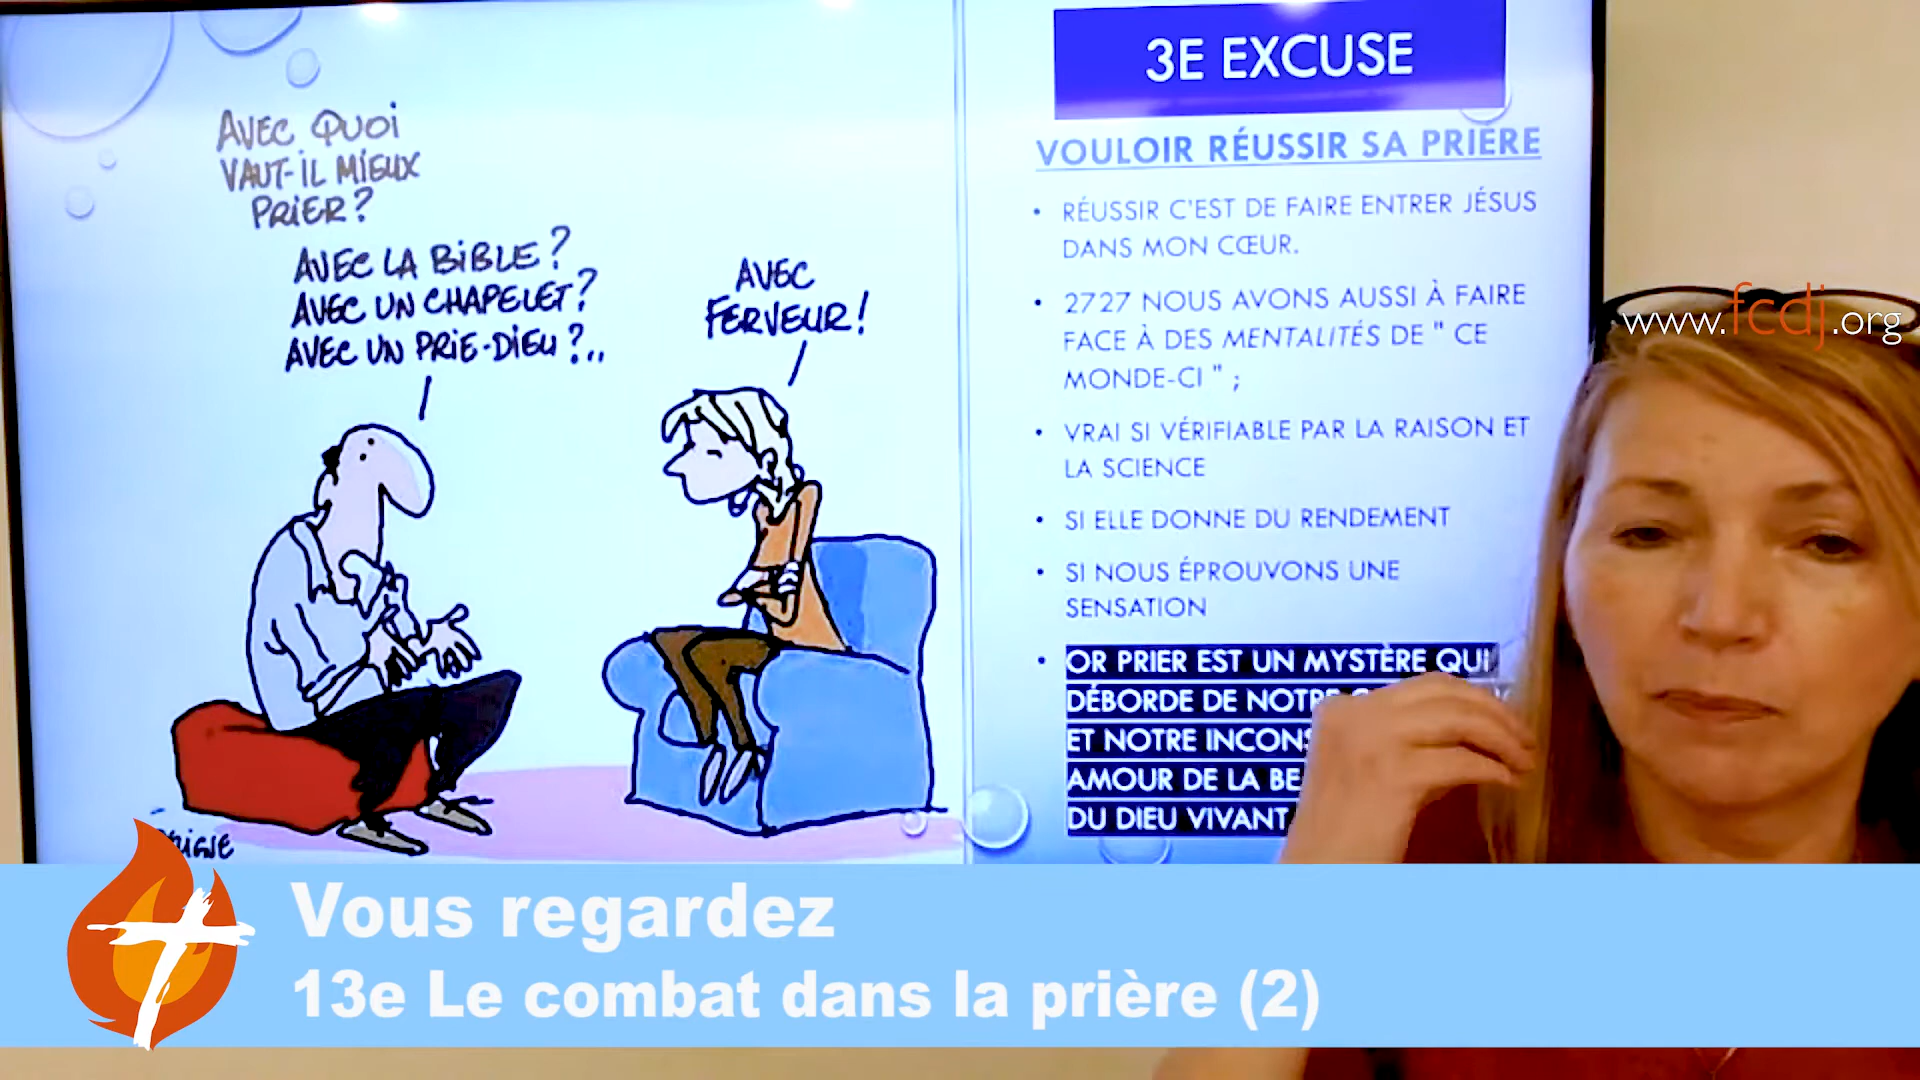 AVEC QUOI
VAUT-IL MIEUX
PRIER?
AVEC LA BIBLE?
AVEC UN CHAPELET?
AVEC UN PRIE-DIEU?..
AVEC
FERVEUR!
3E EXCUSE
VOULOIR RÉUSSIR SA PRIÈRE
• RÉUSSIR C'EST DE FAIRE ENTRER JÉSUS
DANS MON CŒUR.
• 2727 NOUS AVONS AUSSI À FAIRE
FACE À DES MENTALITÉS DE " CE
MONDE-CI " ;
• VRAI SI VÉRIFIABLE PAR LA RAISON ET
LA SCIENCE
• SI ELLE DONNE DU RENDEMENT
• SI NOUS ÉPROUVONS UNE
SENSATION
• OR PRIER EST UN MYSTÈRE QUI
DÉBORDE DE
ET NOTRE
AMOUR DE LA
DU DIEU VIVANT
www.fcdj.org
Vous regardez
13e Le combat dans la prière (2)